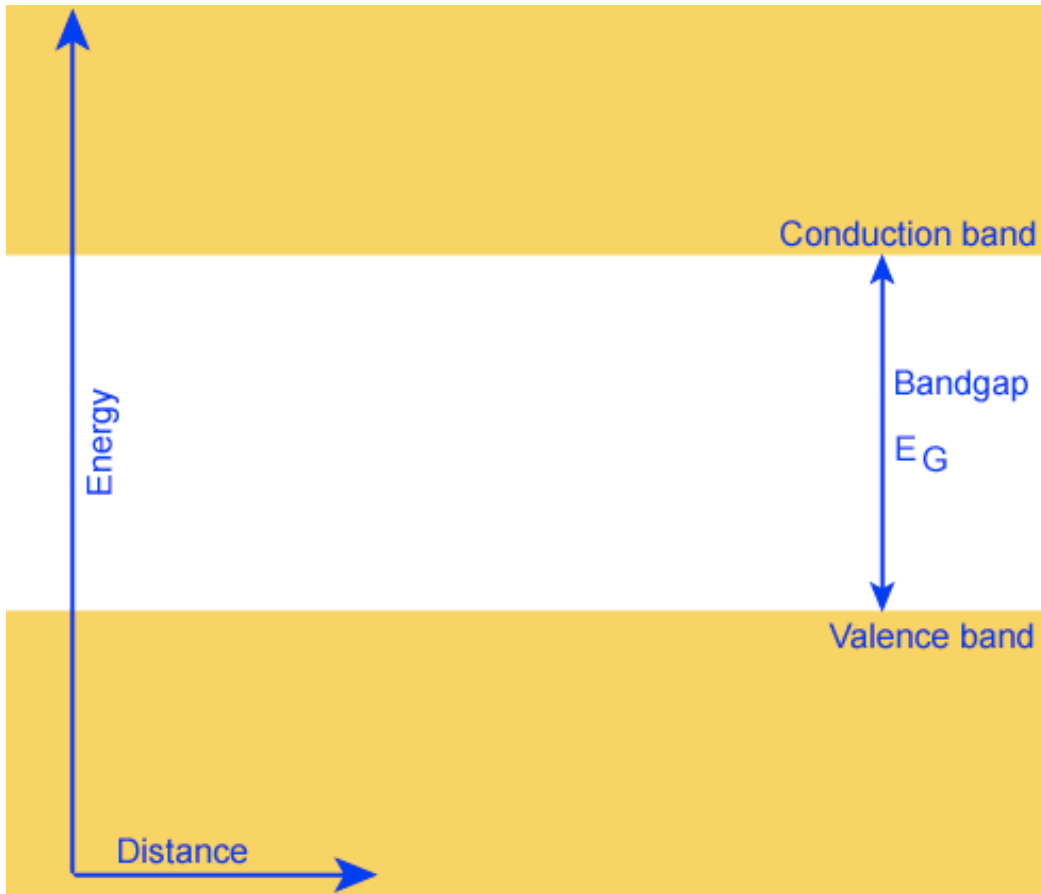 Conduction band
Energy
Bandgap
E G
Valence band
Distance